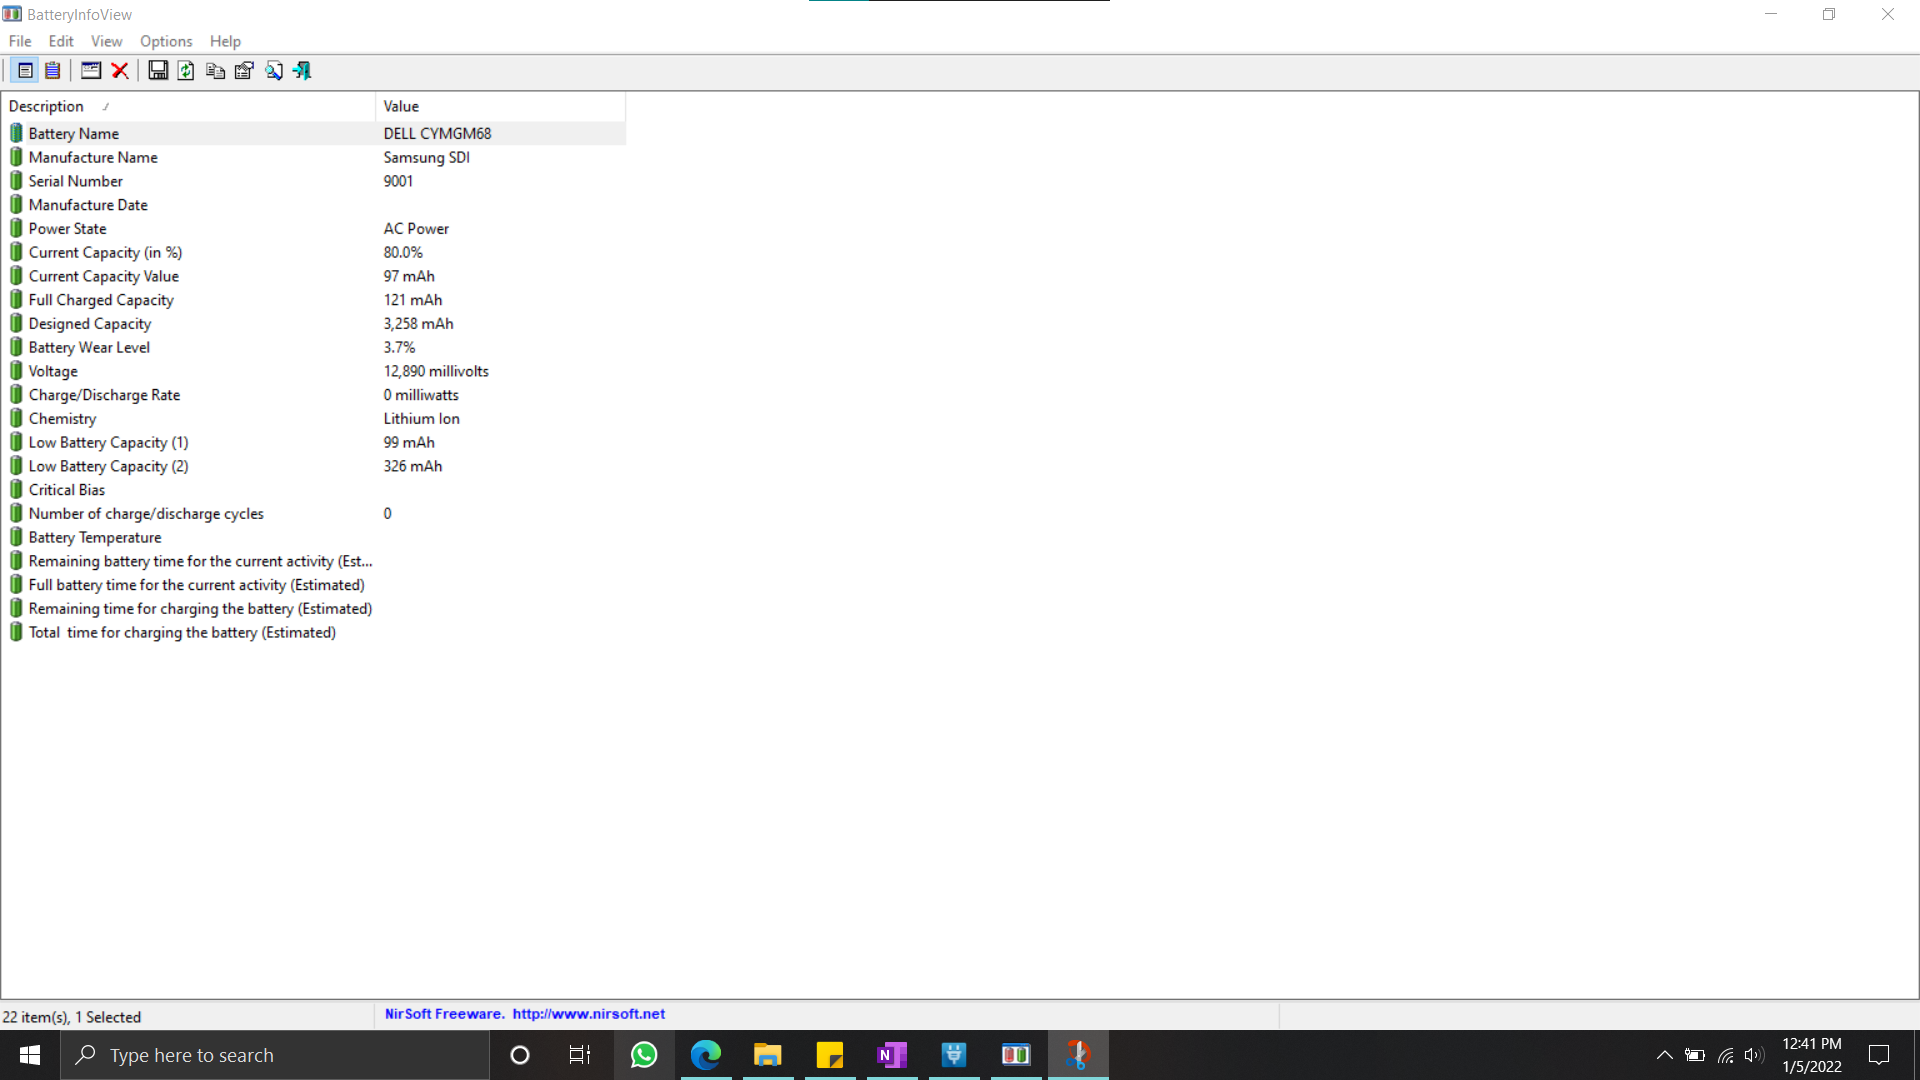 BatteryInfoView
File Edit View Options Help
Description Value
Battery Name DELL CYMGM68
Manufacture Name Samsung SDI
Serial Number 9001
Manufacture Date
Power State AC Power
Current Capacity (in %) 80.0%
Current Capacity Value 97 mAh
Full Charged Capacity 121 mAh
Designed Capacity 3,258 mAh
Battery Wear Level 3.7%
Voltage 12,890 millivolts
Charge/Discharge Rate 0 milliwatts
Chemistry Lithium Ion
Low Battery Capacity (1) 99 mAh
Low Battery Capacity (2) 326 mAh
Critical Bias
Number of charge/discharge cycles 0
Battery Temperature
Remaining battery time for the current activity (Est...
Full battery time for the current activity (Estimated)
Remaining time for charging the battery (Estimated)
Total  time for charging the battery (Estimated)
22 item(s), 1 Selected NirSoft Freeware.  http://www.nirsoft.net
Type here to search N 12:41 PM
1/5/2022